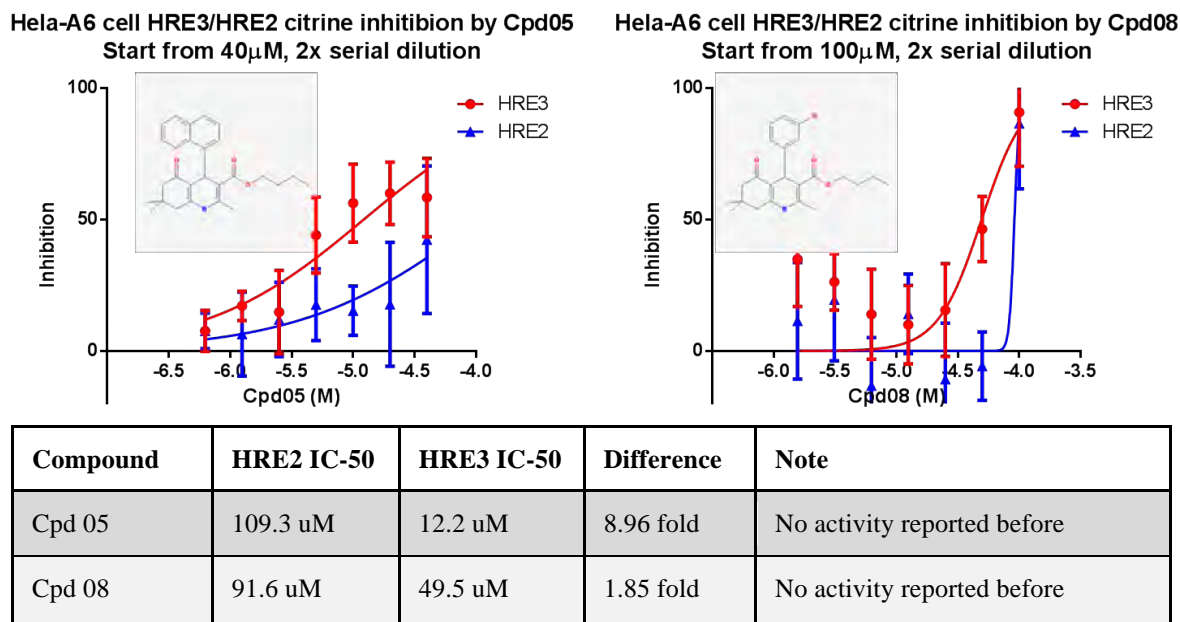 Hela-A6 cell HRE3/HRE2 citrine inhitibion by Cpd05
Start from 40μM, 2x serial dilution
100
50
0
Inhibition
HRE3
HRE2
-6.5
-6.0
-5.5
-5.0
-4.5
-4.0
Cpd05 (M)
Hela-A6 cell HRE3/HRE2 citrine inhitibion by Cpd08
Start from 100μM, 2x serial dilution
100
50
0
Inhibition
HRE3
HRE2
-6.0
-5.5
-5.0
-4.5
-4.0
-3.5
Cpd08 (M)
Compound HRE2 IC-50 HRE3 IC-50 Difference Note
Cpd 05 109.3 uM 12.2 uM 8.96 fold No activity reported before
Cpd 08 91.6 uM 49.5 uM 1.85 fold No activity reported before